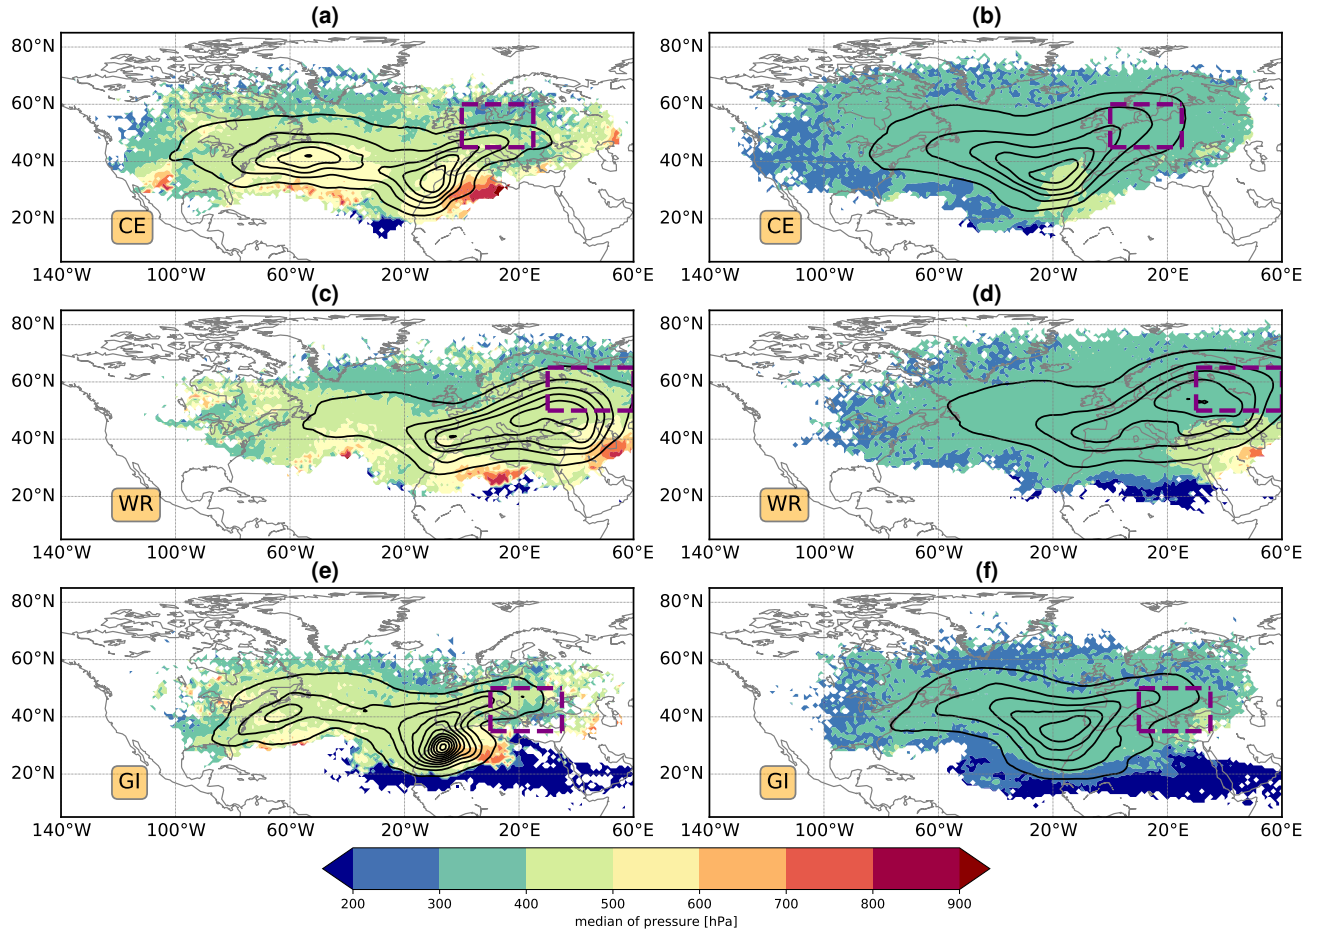 (a) (b)
80°N 80°N
60°N 60°N
40°N 40°N
20°N 20°N
CE CE
140°W 100°W 60°W 20°W 20°E 60°E 140°W 100°W 60°W 20°W 20°E 60°E
(c) (d)
80°N 80°N
60°N 60°N
40°N 40°N
20°N 20°N
WR WR
140°W 100°W 60°W 20°W 20°E 60°E 140°W 100°W 60°W 20°W 20°E 60°E
(e) (f)
80°N 80°N
60°N 60°N
40°N 40°N
20°N 20°N
GI GI
140°W 100°W 60°W 20°W 20°E 60°E 140°W 100°W 60°W 20°W 20°E 60°E
200 300 400 500 600 700 800 900
median of pressure [hPa]